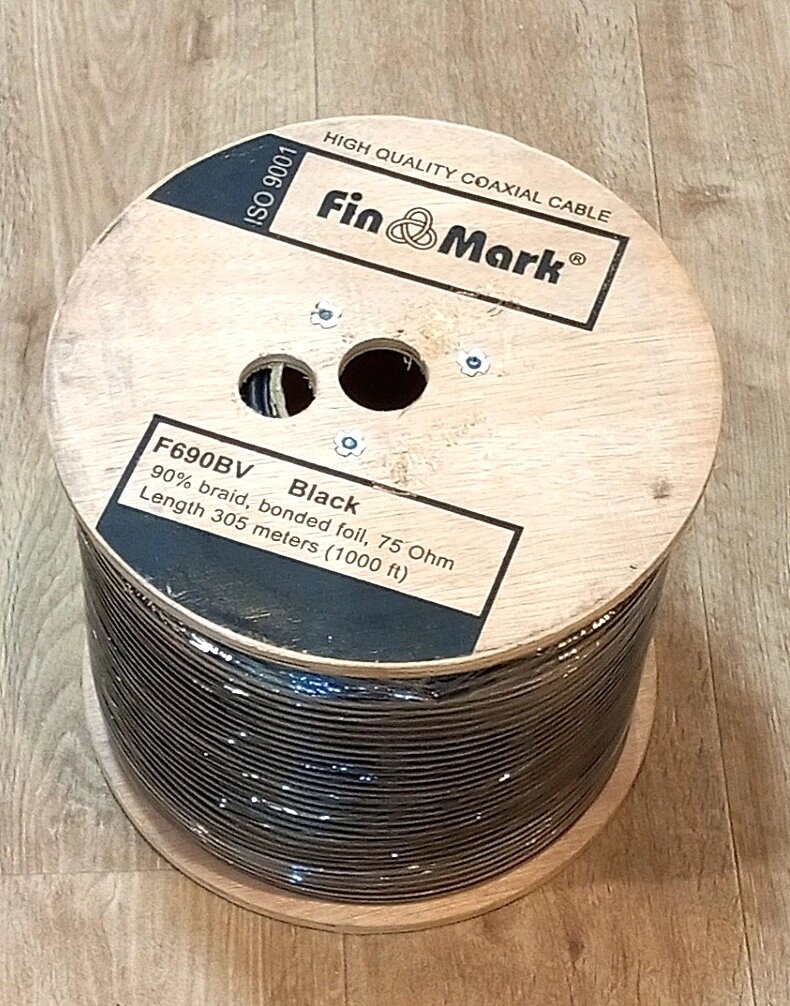 HIGH QUALITY COAXIAL CABLE
ISO 9001
Fin Mark®
F690BV Black
90% braid, bonded foil, 75 Ohm
Length 305 meters (1000 ft)